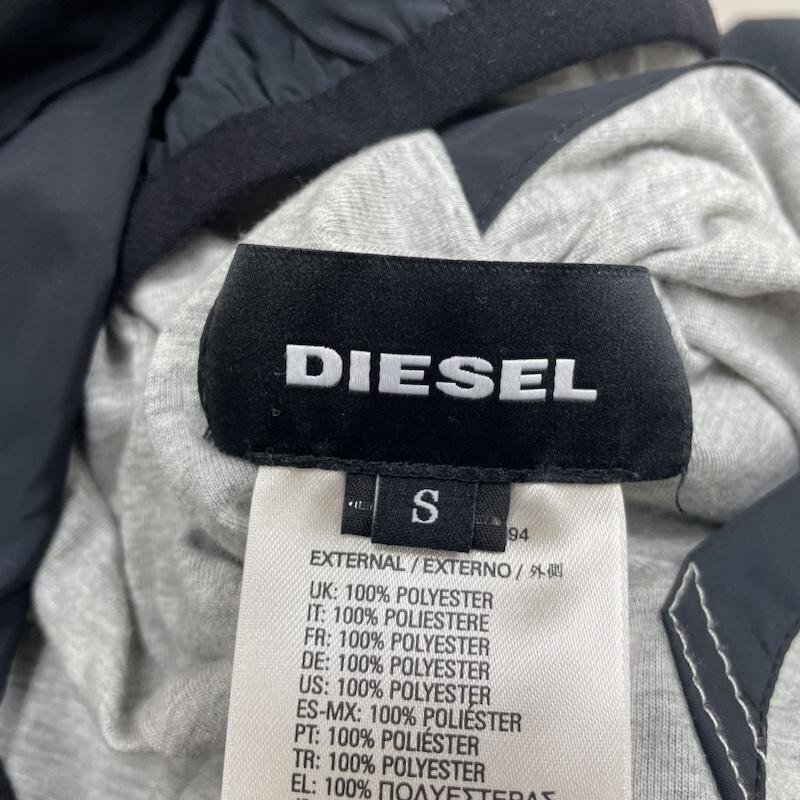 DIESEL
S
94
EXTERNAL / EXTERNO / 外側
UK: 100% POLYESTER
IT: 100% POLIESTERE
FR: 100% POLYESTER
DE: 100% POLYESTER
US: 100% POLYESTER
ES-MX: 100% POLYÉSTER
PT: 100% POLIÉSTER
TR: 100% POLYESTER
EL: 100% ΠΟΛΥΕΣΤΕΡΑΣ